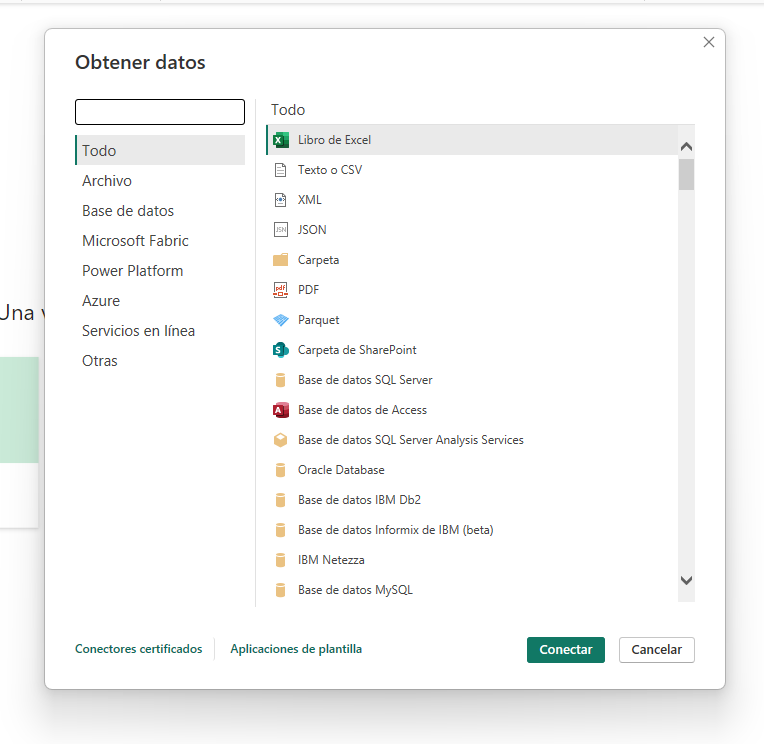 Obtener datos
Todo
Archivo
Base de datos
Microsoft Fabric
Power Platform
Azure
Servicios en línea
Otras
Todo
Libro de Excel
Texto o CSV
XML
JSON
Carpeta
PDF
Parquet
Carpeta de SharePoint
Base de datos SQL Server
Base de datos de Access
Base de datos SQL Server Analysis Services
Oracle Database
Base de datos IBM Db2
Base de datos Informix de IBM (beta)
IBM Netezza
Base de datos MySQL
Una
Conectores certificados
Aplicaciones de plantilla
Conectar
Cancelar